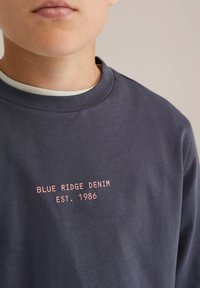 BLUE RIDGE DENIM
EST. 1986